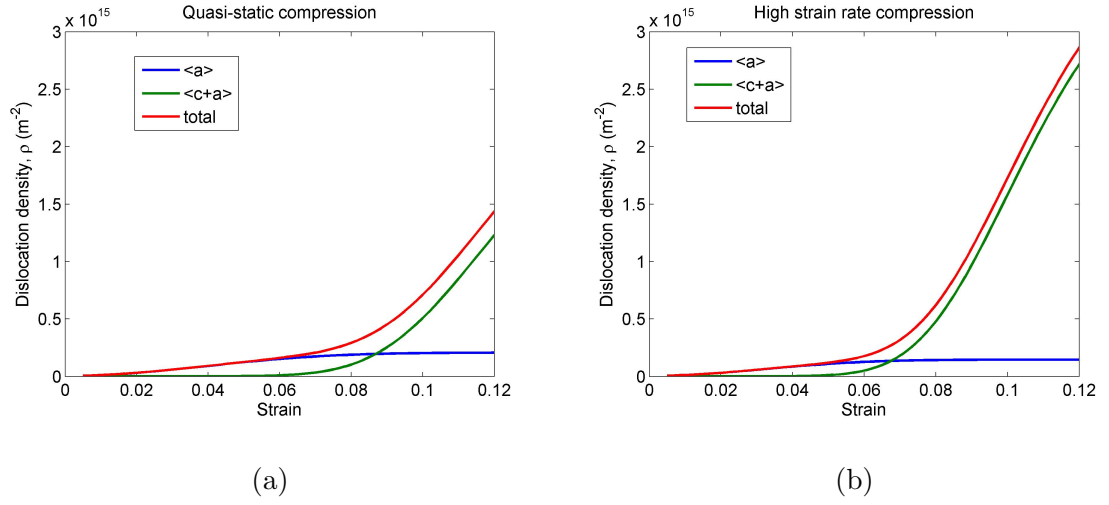 Quasi-static compression
x 10^15
3
2.5
2
1.5
1
0.5
0
Dislocation density, ρ (m^-2)
<a>
<c+a>
total
0 0.02 0.04 0.06 0.08 0.1 0.12
Strain
(a)
High strain rate compression
x 10^15
3
2.5
2
1.5
1
0.5
0
Dislocation density, ρ (m^-2)
<a>
<c+a>
total
0 0.02 0.04 0.06 0.08 0.1 0.12
Strain
(b)